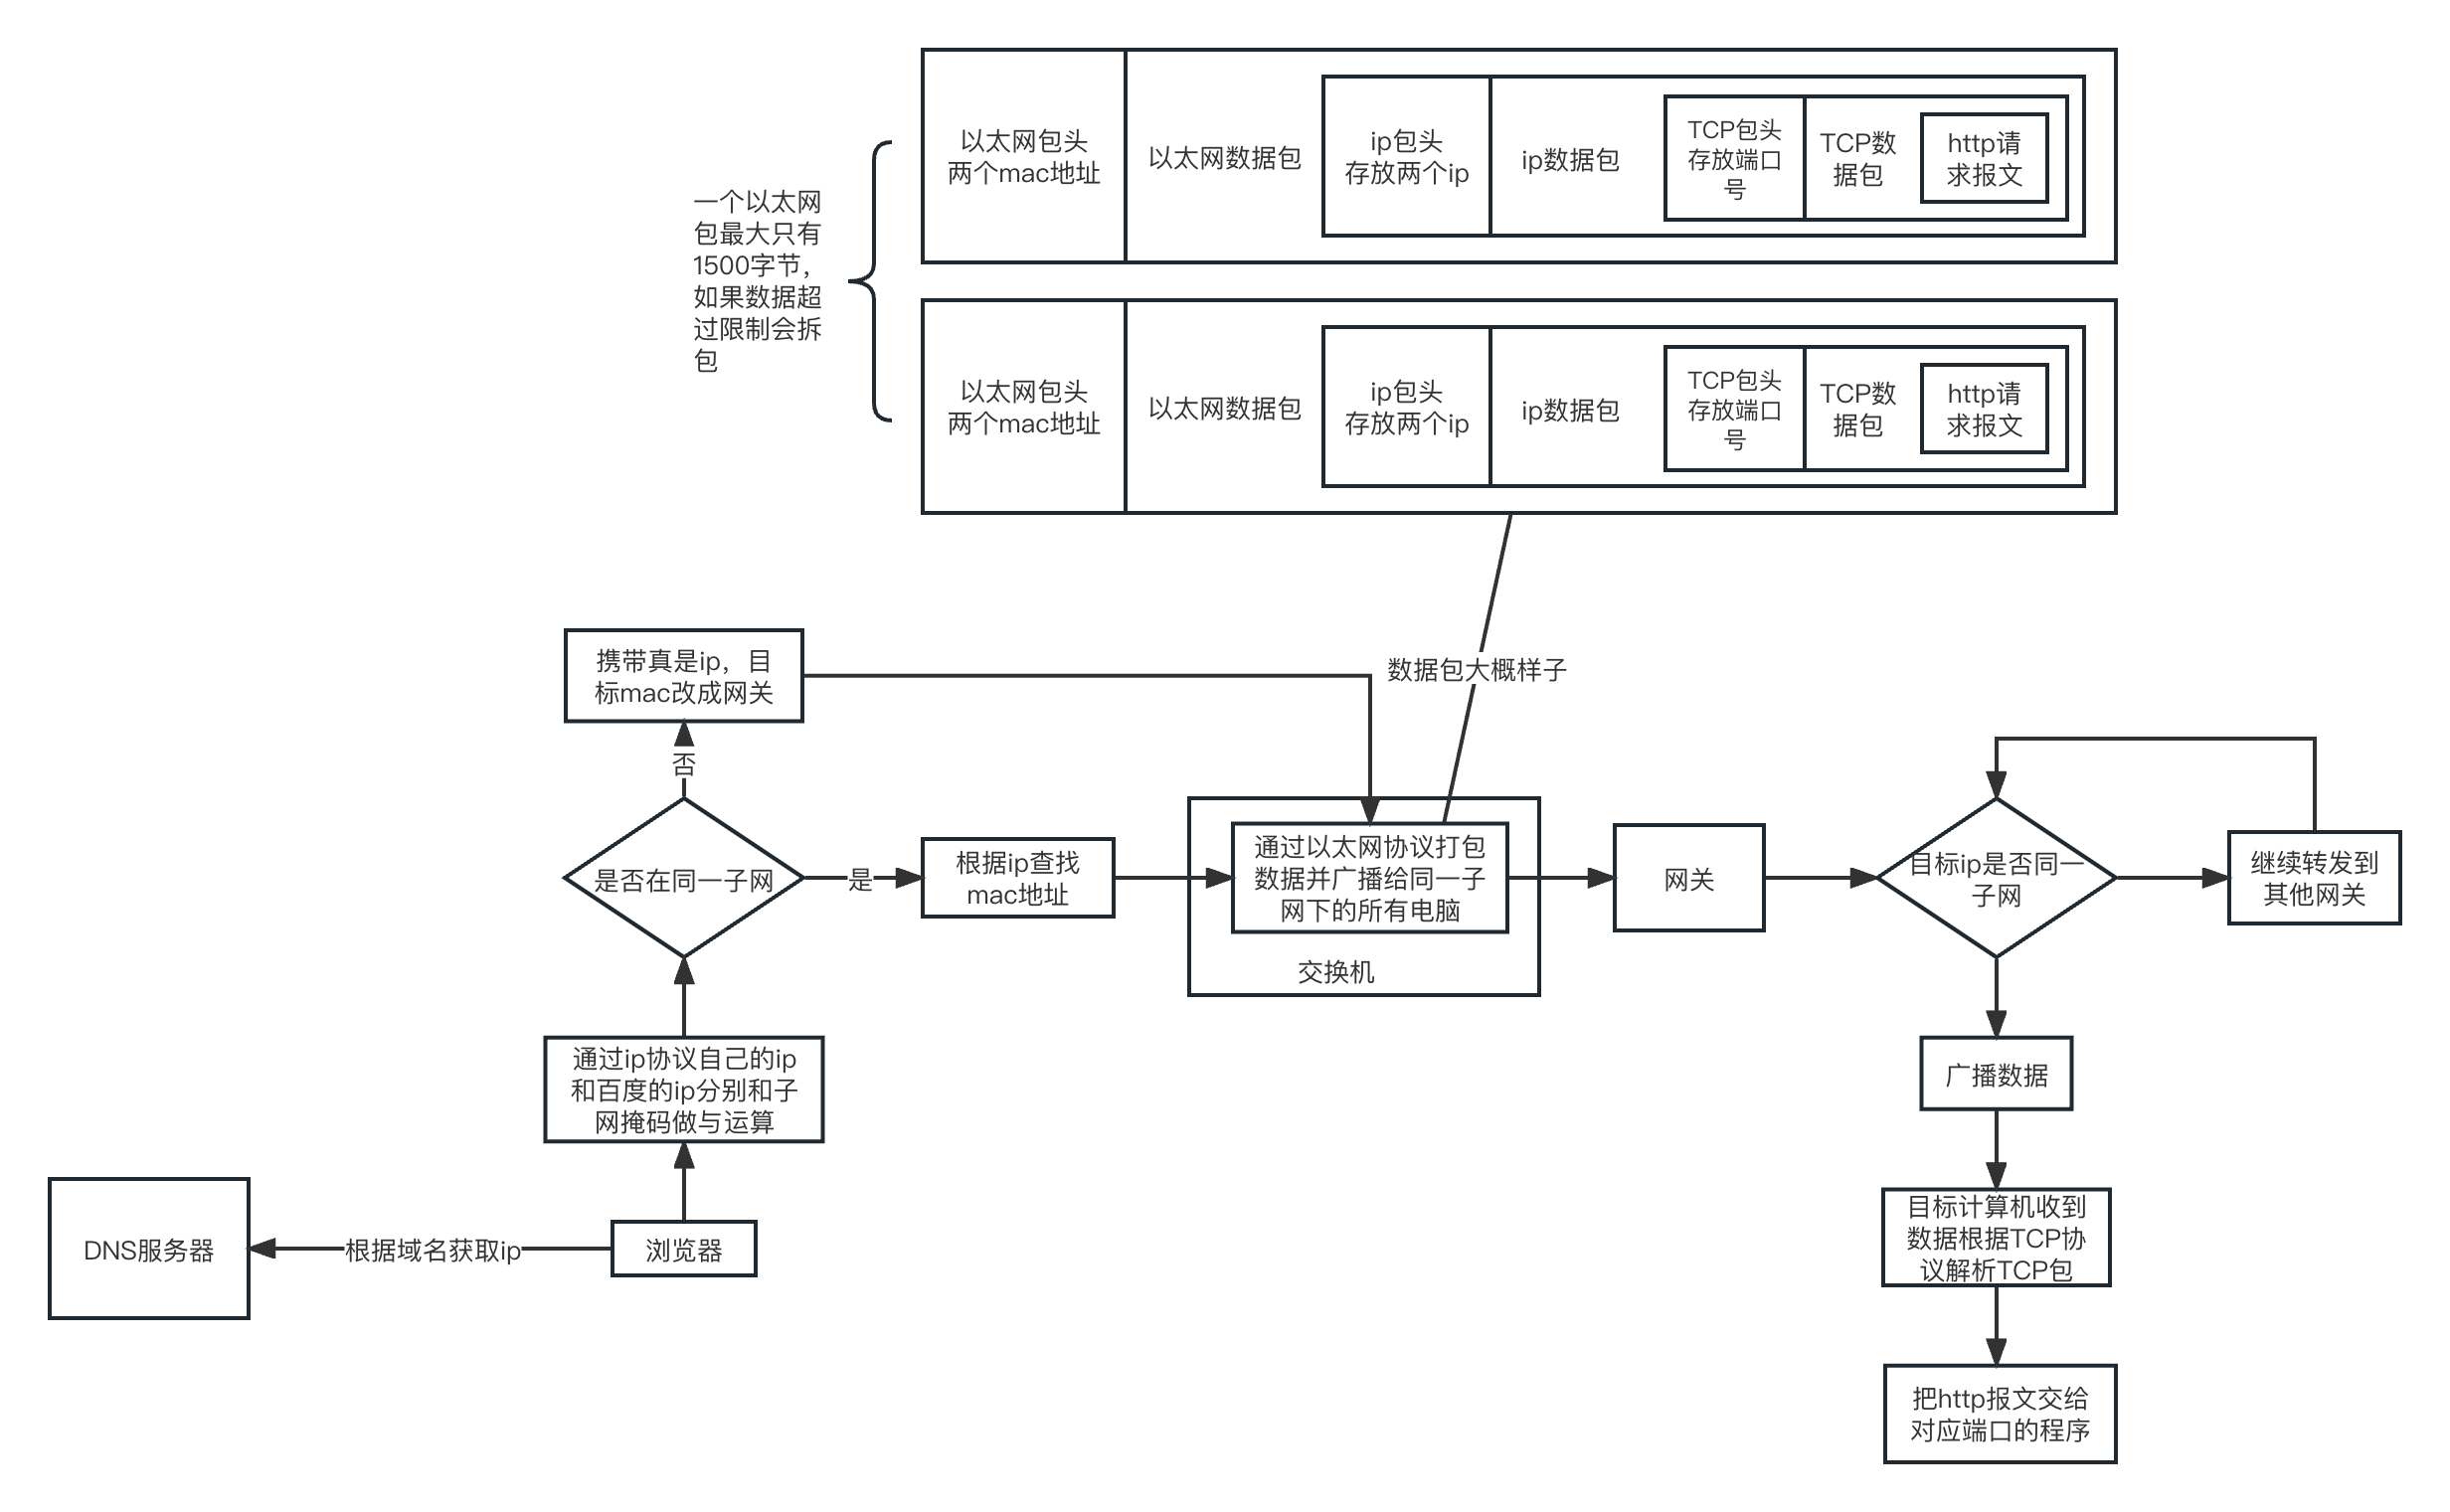 以太网包头
两个mac地址
以太网数据包
ip包头
存放两个ip
ip数据包
TCP包头
存放端口
号
TCP数
据包
http请
求报文
一个以太网
包最大只有
1500字节，
如果数据超
过限制会拆
包
以太网包头
两个mac地址
以太网数据包
ip包头
存放两个ip
ip数据包
TCP包头
存放端口
号
TCP数
据包
http请
求报文
数据包大概样子
携带真是ip，目
标mac改成网关
否
是否在同一子网
是
根据ip查找
mac地址
通过以太网协议打包
数据并广播给同一子
网下的所有电脑
交换机
网关
目标ip是否同一
子网
继续转发到
其他网关
通过ip协议自己的ip
和百度的ip分别和子
网掩码做与运算
广播数据
DNS服务器
根据域名获取ip
浏览器
目标计算机收到
数据根据TCP协
议解析TCP包
把http报文交给
对应端口的程序